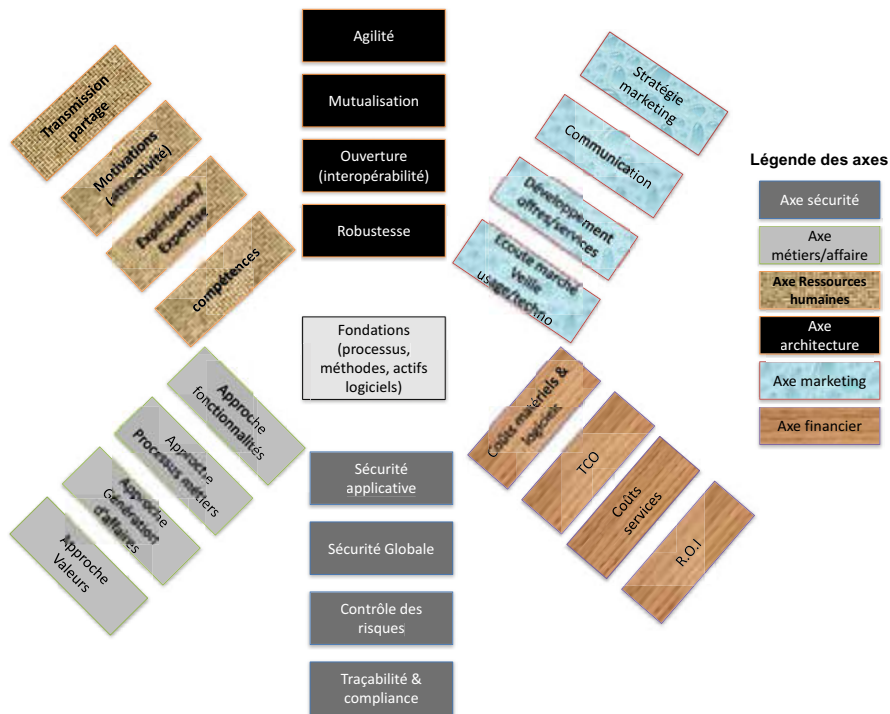 Agilité
Mutualisation
Ouverture
(interopérabilité)
Robustesse
Transmission
partage
Motivations
(attractivité)
Expériences/
Expertise
compétences
Stratégie
marketing
Communication
Développement
offres/services
Ecoute marché
Veille
usage/techno
Légende des axes
Axe sécurité
Axe
métiers/affaire
Axe Ressources
humaines
Axe
architecture
Axe marketing
Axe financier
Fondations
(processus,
méthodes, actifs
logiciels)
Approche
fonctionnalités
Approche
Processus métiers
Approche
Génération
d'affaires
Approche
Valeurs
Coûts matériels &
logiciels
TCO
Coûts
services
R.O.I
Sécurité
applicative
Sécurité Globale
Contrôle des
risques
Traçabilité &
compliance